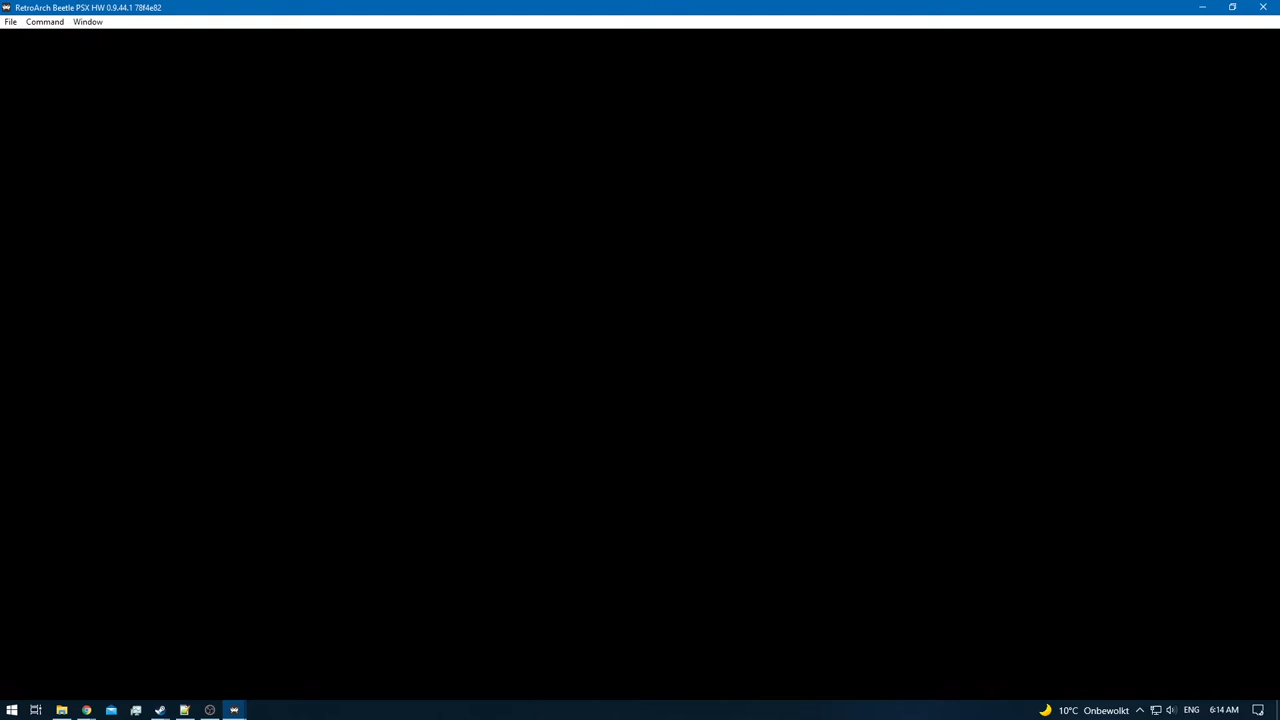 RetroArch Beetle PSX HW 0.9.44.1 78f4e82
File Command Window
10°C Onbewolkt ENG 6:14 AM